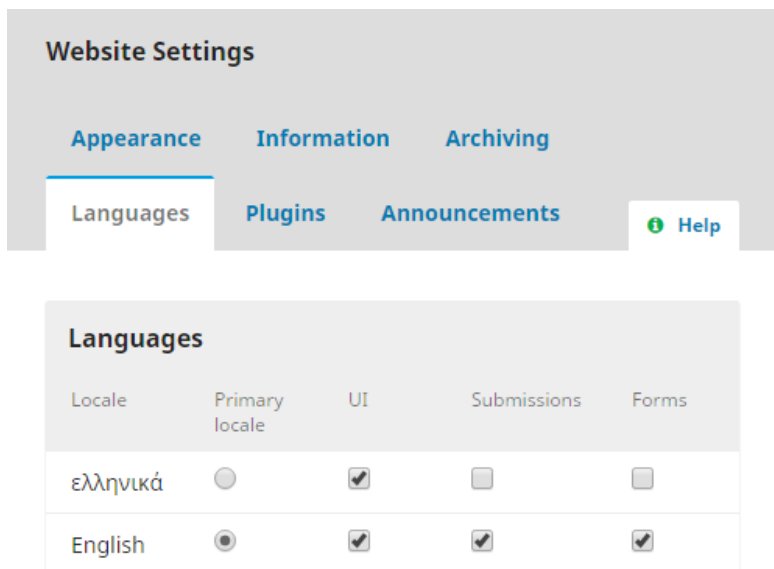 Website Settings
Appearance Information Archiving
Languages Plugins Announcements Help
Languages
Locale Primary locale UI Submissions Forms
ελληνικά
English